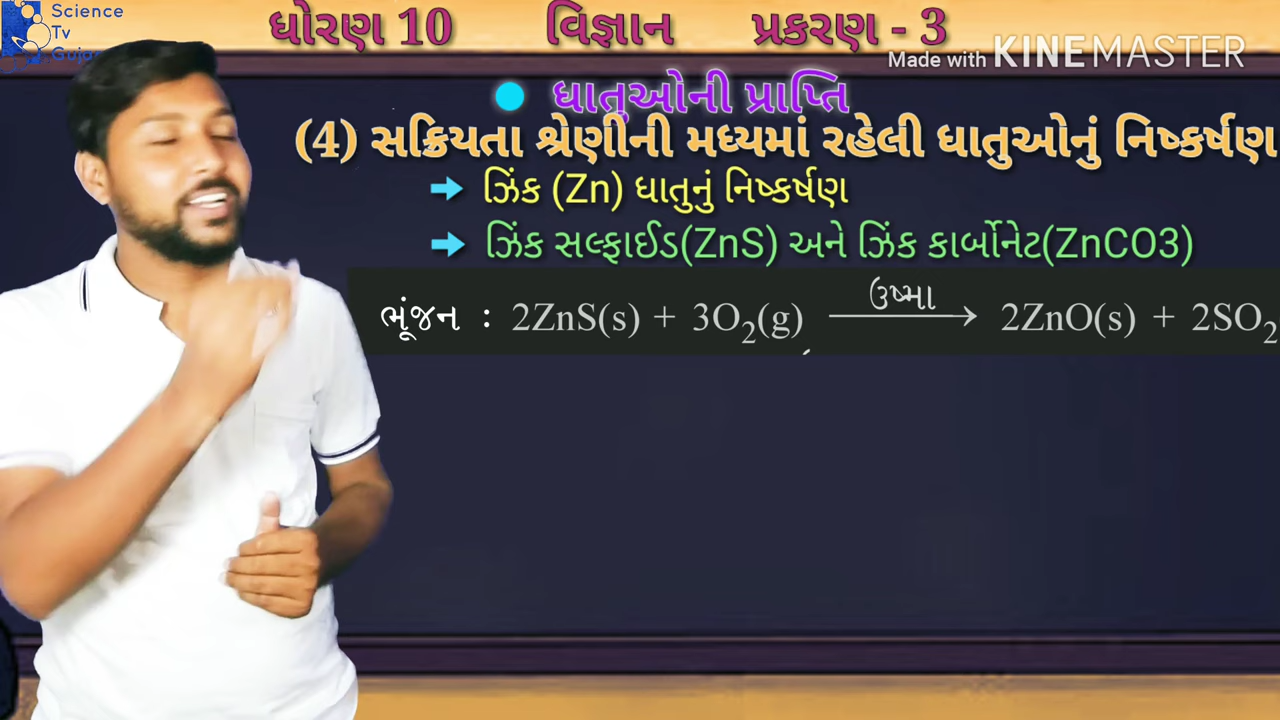 Science
Tv
ધોરણ 10 વિજ્ઞાન પ્રકરણ - 3
Made with KINEMASTER
● ધાતુઓની પ્રાપ્તિ
(4) સક્રિયતા શ્રેણીની મધ્યમાં રહેલી ધાતુઓનું નિષ્કર્ષણ
➡ ઝિંક (Zn) ધાતુનું નિષ્કર્ષણ
➡ ઝિંક સલ્ફાઈડ(ZnS) અને ઝિંક કાર્બોનેટ(ZnCO3)
ઉષ્મા
ભૂંજન : 2ZnS(s) + 3O₂(g) ⟶ 2ZnO(s) + 2SO₂